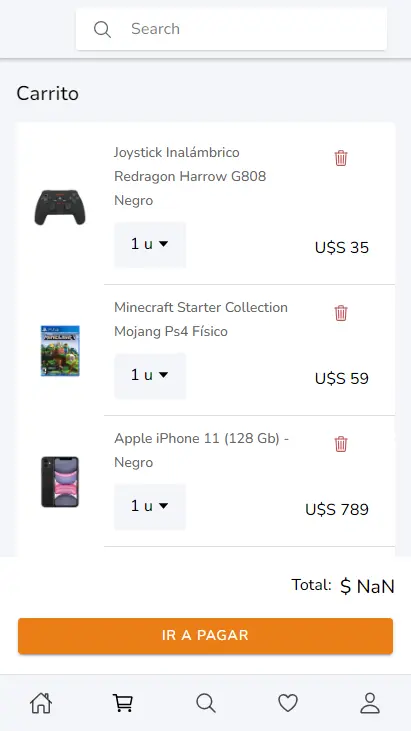 Search
Carrito
Joystick Inalámbrico
Redragon Harrow G808
Negro
1 u
U$S 35
Minecraft Starter Collection
Mojang Ps4 Físico
1 u
U$S 59
MINECRAFT
Apple iPhone 11 (128 Gb) -
Negro
1 u
U$S 789
Total: $ NaN
IR A PAGAR